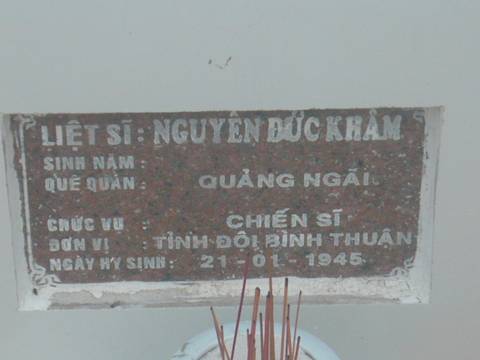 LIỆT SĨ: NGUYỄN ĐỨC KHÂM
SINH NĂM :
QUÊ QUÁN : QUẢNG NGÃI
CHỨC VỤ : CHIẾN SĨ
ĐƠN VỊ : TỈNH ĐỘI BÌNH THUẬN
NGÀY HY SINH : 21 - 01 - 1945